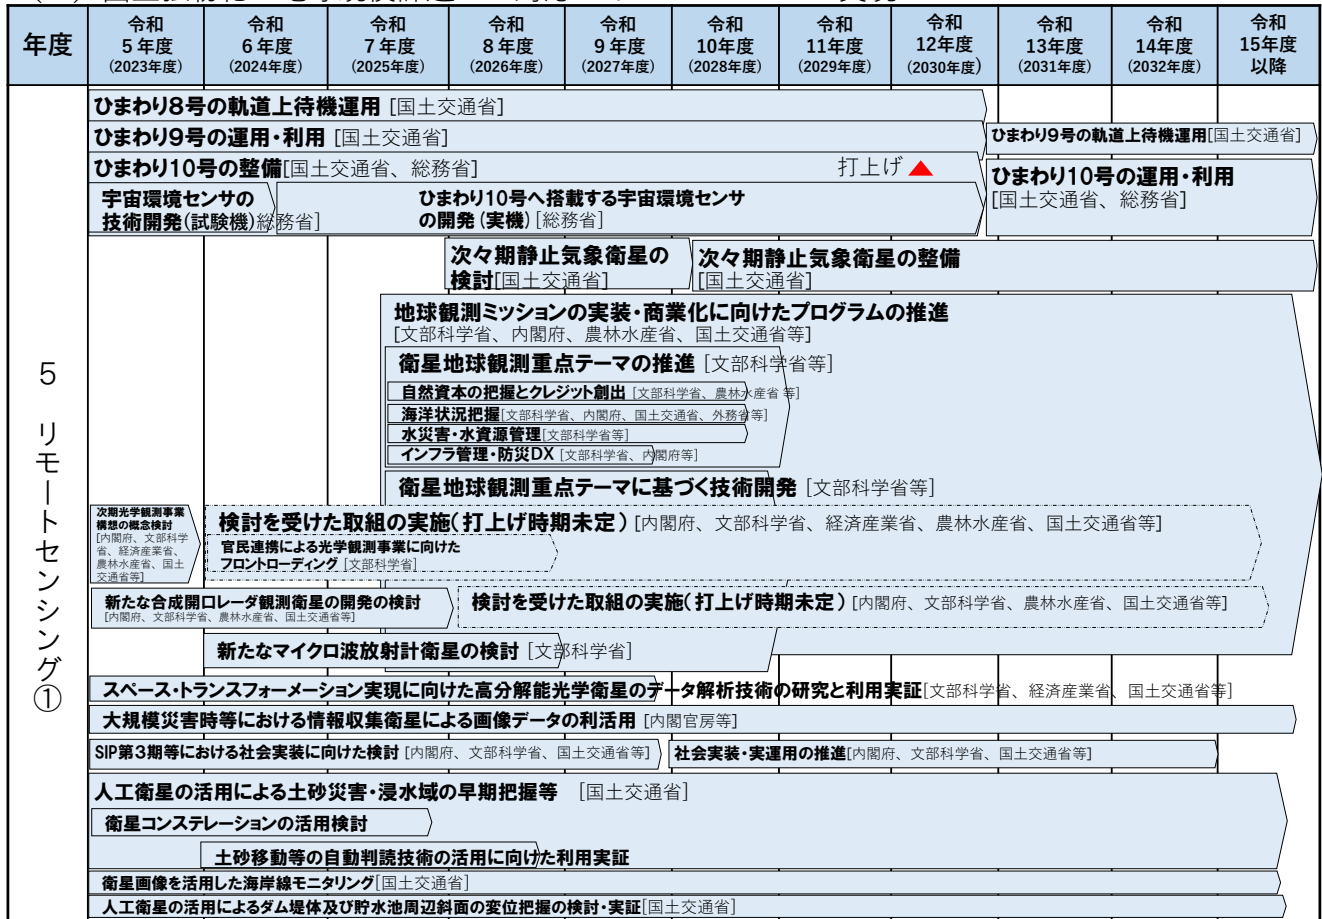 年度
令和
5年度
(2023年度)
令和
6年度
(2024年度)
令和
7年度
(2025年度)
令和
8年度
(2026年度)
令和
9年度
(2027年度)
令和
10年度
(2028年度)
令和
11年度
(2029年度)
令和
12年度
(2030年度)
令和
13年度
(2031年度)
令和
14年度
(2032年度)
令和
15年度
以降
5 リモートセンシング①
ひまわり8号の軌道上待機運用 [国土交通省]
ひまわり9号の運用・利用 [国土交通省]
ひまわり9号の軌道上待機運用[国土交通省]
ひまわり10号の整備[国土交通省、総務省]
打上げ▲
ひまわり10号の運用・利用
[国土交通省、総務省]
宇宙環境センサの
技術開発(試験機)総務省]
ひまわり10号へ搭載する宇宙環境センサ
の開発(実機)[総務省]
次々期静止気象衛星の
検討[国土交通省]
次々期静止気象衛星の整備
[国土交通省]
地球観測ミッションの実装・商業化に向けたプログラムの推進
[文部科学省、内閣府、農林水産省、国土交通省等]
衛星地球観測重点テーマの推進 [文部科学省等]
自然資本の把握とクレジット創出 [文部科学省、農林水産省 等]
海洋状況把握[文部科学省、内閣府、国土交通省、外務省等]
水災害・水資源管理[文部科学省等]
インフラ管理・防災DX [文部科学省、内閣府等]
衛星地球観測重点テーマに基づく技術開発 [文部科学省等]
次期光学観測事業
構想の概念検討
[内閣府、文部科学
省、経済産業省、
農林水産省、国土
交通省等]
検討を受けた取組の実施(打上げ時期未定) [内閣府、文部科学省、経済産業省、農林水産省、国土交通省等]
官民連携による光学観測事業に向けた
フロントローディング [文部科学省]
新たな合成開口レーダ観測衛星の開発の検討
[内閣府、文部科学省、農林水産省、国土交通省等]
検討を受けた取組の実施(打上げ時期未定) [内閣府、文部科学省、農林水産省、国土交通省等]
新たなマイクロ波放射計衛星の検討 [文部科学省]
スペース・トランスフォーメーション実現に向けた高分解能光学衛星のデータ解析技術の研究と利用実証[文部科学省、経済産業省、国土交通省等]
大規模災害時等における情報収集衛星による画像データの利活用 [内閣官房等]
SIP第3期等における社会実装に向けた検討 [内閣府、文部科学省、国土交通省等]
社会実装・実運用の推進[内閣府、文部科学省、国土交通省等]
人工衛星の活用による土砂災害・浸水域の早期把握等 [国土交通省]
衛星コンステレーションの活用検討
土砂移動等の自動判読技術の活用に向けた利用実証
衛星画像を活用した海岸線モニタリング[国土交通省]
人工衛星の活用によるダム堤体及び貯水池周辺斜面の変位把握の検討・実証[国土交通省]